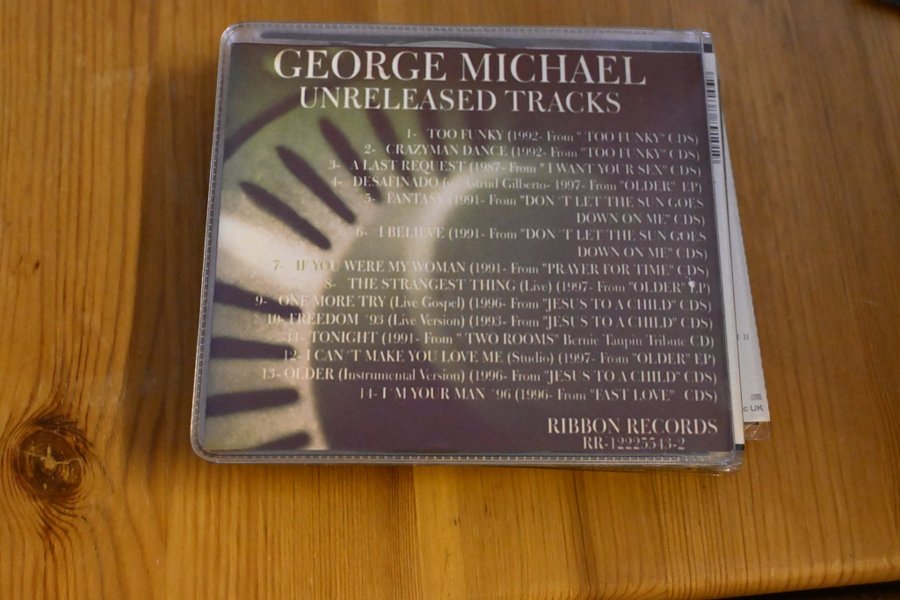 GEORGE MICHAEL
UNRELEASED TRACKS
1- TOO FUNKY (1992- From " TOO FUNKY" CDS)
2- CRAZYMAN DANCE (1992- From "TOO FUNKY" CDS)
3- A LAST REQUEST (1987- From " I WANT YOUR SEX" CDS)
4- DESAFINADO (w. Astrud Gilberto- 1997- From "OLDER" EP)
5- FANTASY (1991- From "DON ´T LET THE SUN GOES
DOWN ON ME" CDS)
6- I BELIEVE (1991- From "DON ´T LET THE SUN GOES
DOWN ON ME" CDS)
7- IF YOU WERE MY WOMAN (1991- From "PRAYER FOR TIME" CDS)
8- THE STRANGEST THING (Live) (1997- From "OLDER" EP)
9- ONE MORE TRY (Live Gospel) (1996- From "JESUS TO A CHILD" CDS)
10- FREEDOM ´93 (Live Version) (1993- From "JESUS TO A CHILD" CDS)
11- TONIGHT (1991- From " TWO ROOMS" Bernie Taupin Tribute CD)
12- I CAN´T MAKE YOU LOVE ME (Studio) (1997- From "OLDER" EP)
13- OLDER (Instrumental Version) (1996- From "JESUS TO A CHILD" CDS)
14- I´M YOUR MAN ´96 (1996- From "FAST LOVE" CDS)
RIBBON RECORDS
RR-12225543-2
c UK